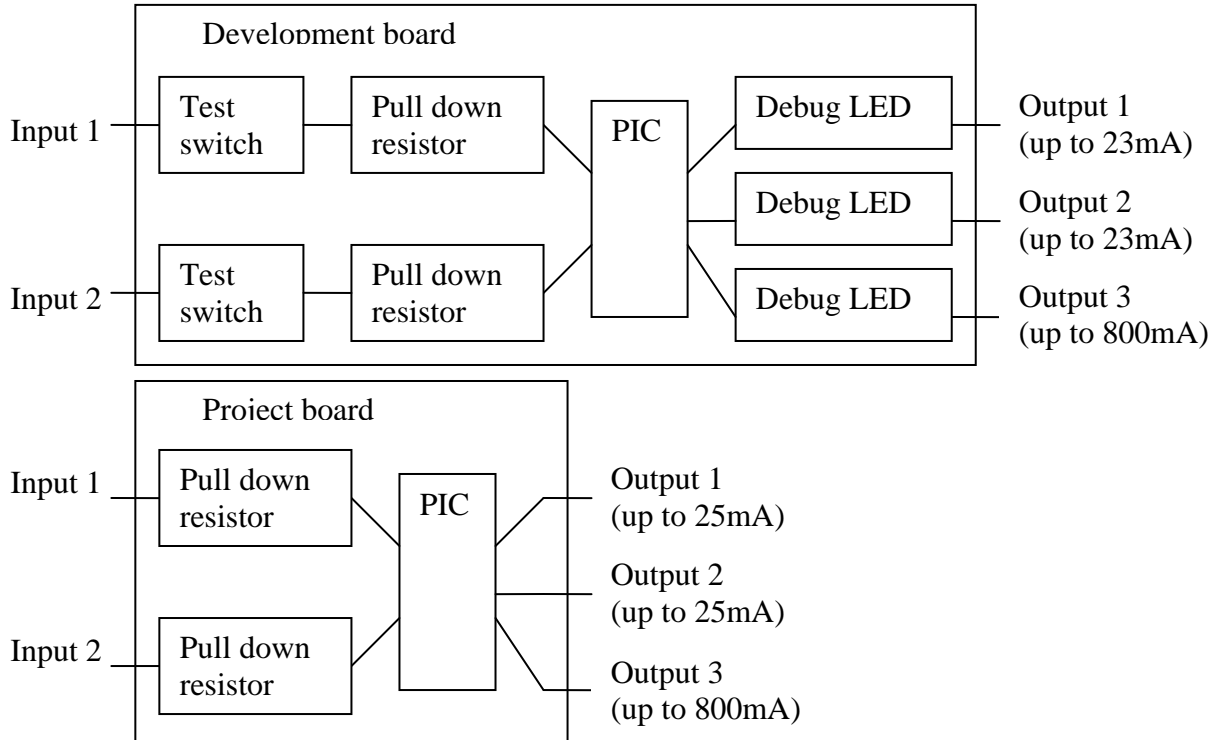 Development board
Input 1
Test
switch
Pull down
resistor
PIC
Debug LED
Output 1
(up to 23mA)
Debug LED
Output 2
(up to 23mA)
Input 2
Test
switch
Pull down
resistor
Debug LED
Output 3
(up to 800mA)
Project board
Input 1
Pull down
resistor
PIC
Output 1
(up to 25mA)
Output 2
(up to 25mA)
Input 2
Pull down
resistor
Output 3
(up to 800mA)